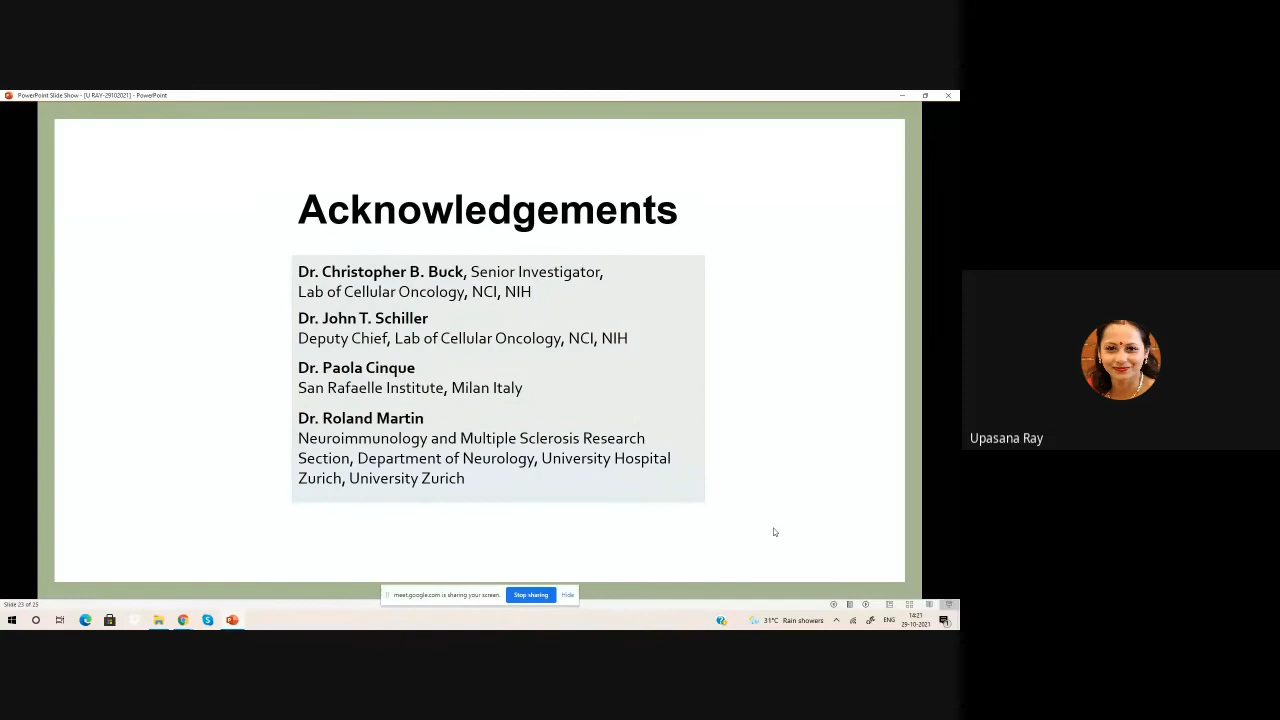 PowerPoint Slide Show - [U RAY-29102021] - PowerPoint
Acknowledgements
Dr. Christopher B. Buck, Senior Investigator,
Lab of Cellular Oncology, NCI, NIH
Dr. John T. Schiller
Deputy Chief, Lab of Cellular Oncology, NCI, NIH
Dr. Paola Cinque
San Rafaelle Institute, Milan Italy
Dr. Roland Martin
Neuroimmunology and Multiple Sclerosis Research
Section, Department of Neurology, University Hospital
Zurich, University Zurich
Upasana Ray
meet.google.com is sharing your screen. Stop sharing Hide
Slide 23 of 25
31°C Rain showers ENG 14:21
29-10-2021